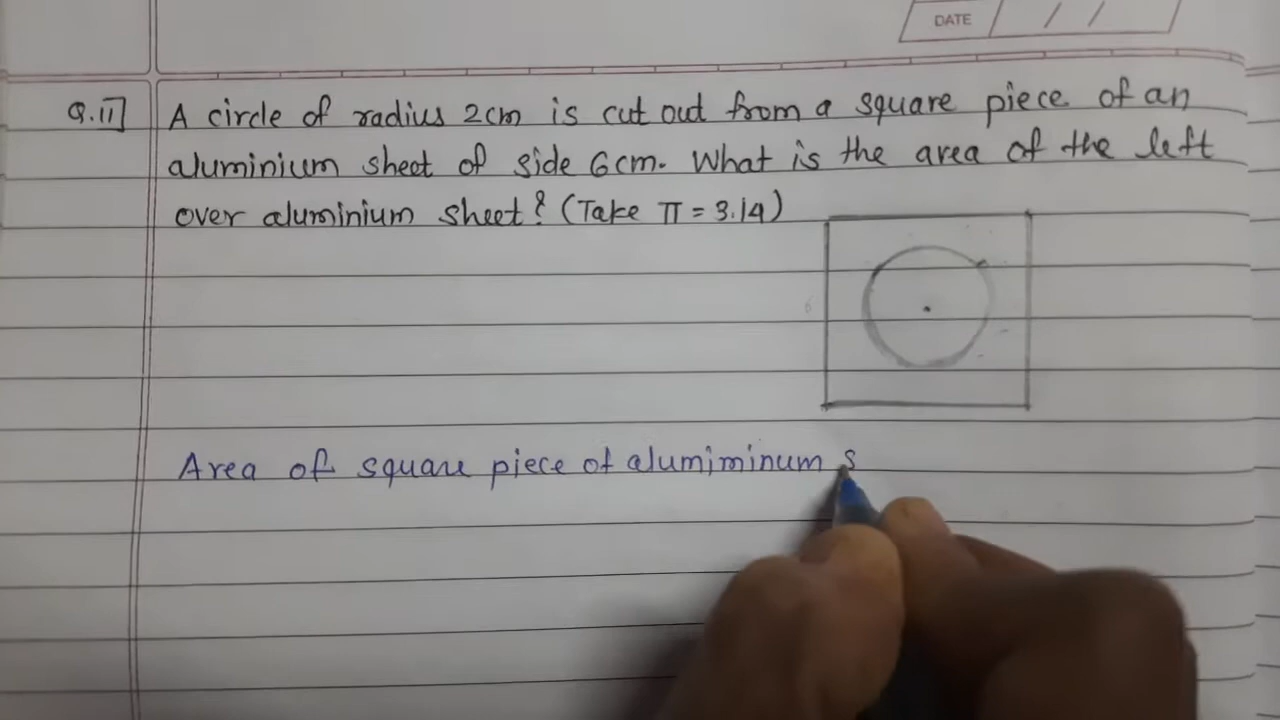 DATE / /
Q.11] A circle of radius 2cm is cut out from a square piece of an
aluminium sheet of side 6cm. What is the area of the left
over aluminium sheet? (Take π = 3.14)
Area of square piece of alumiminum s